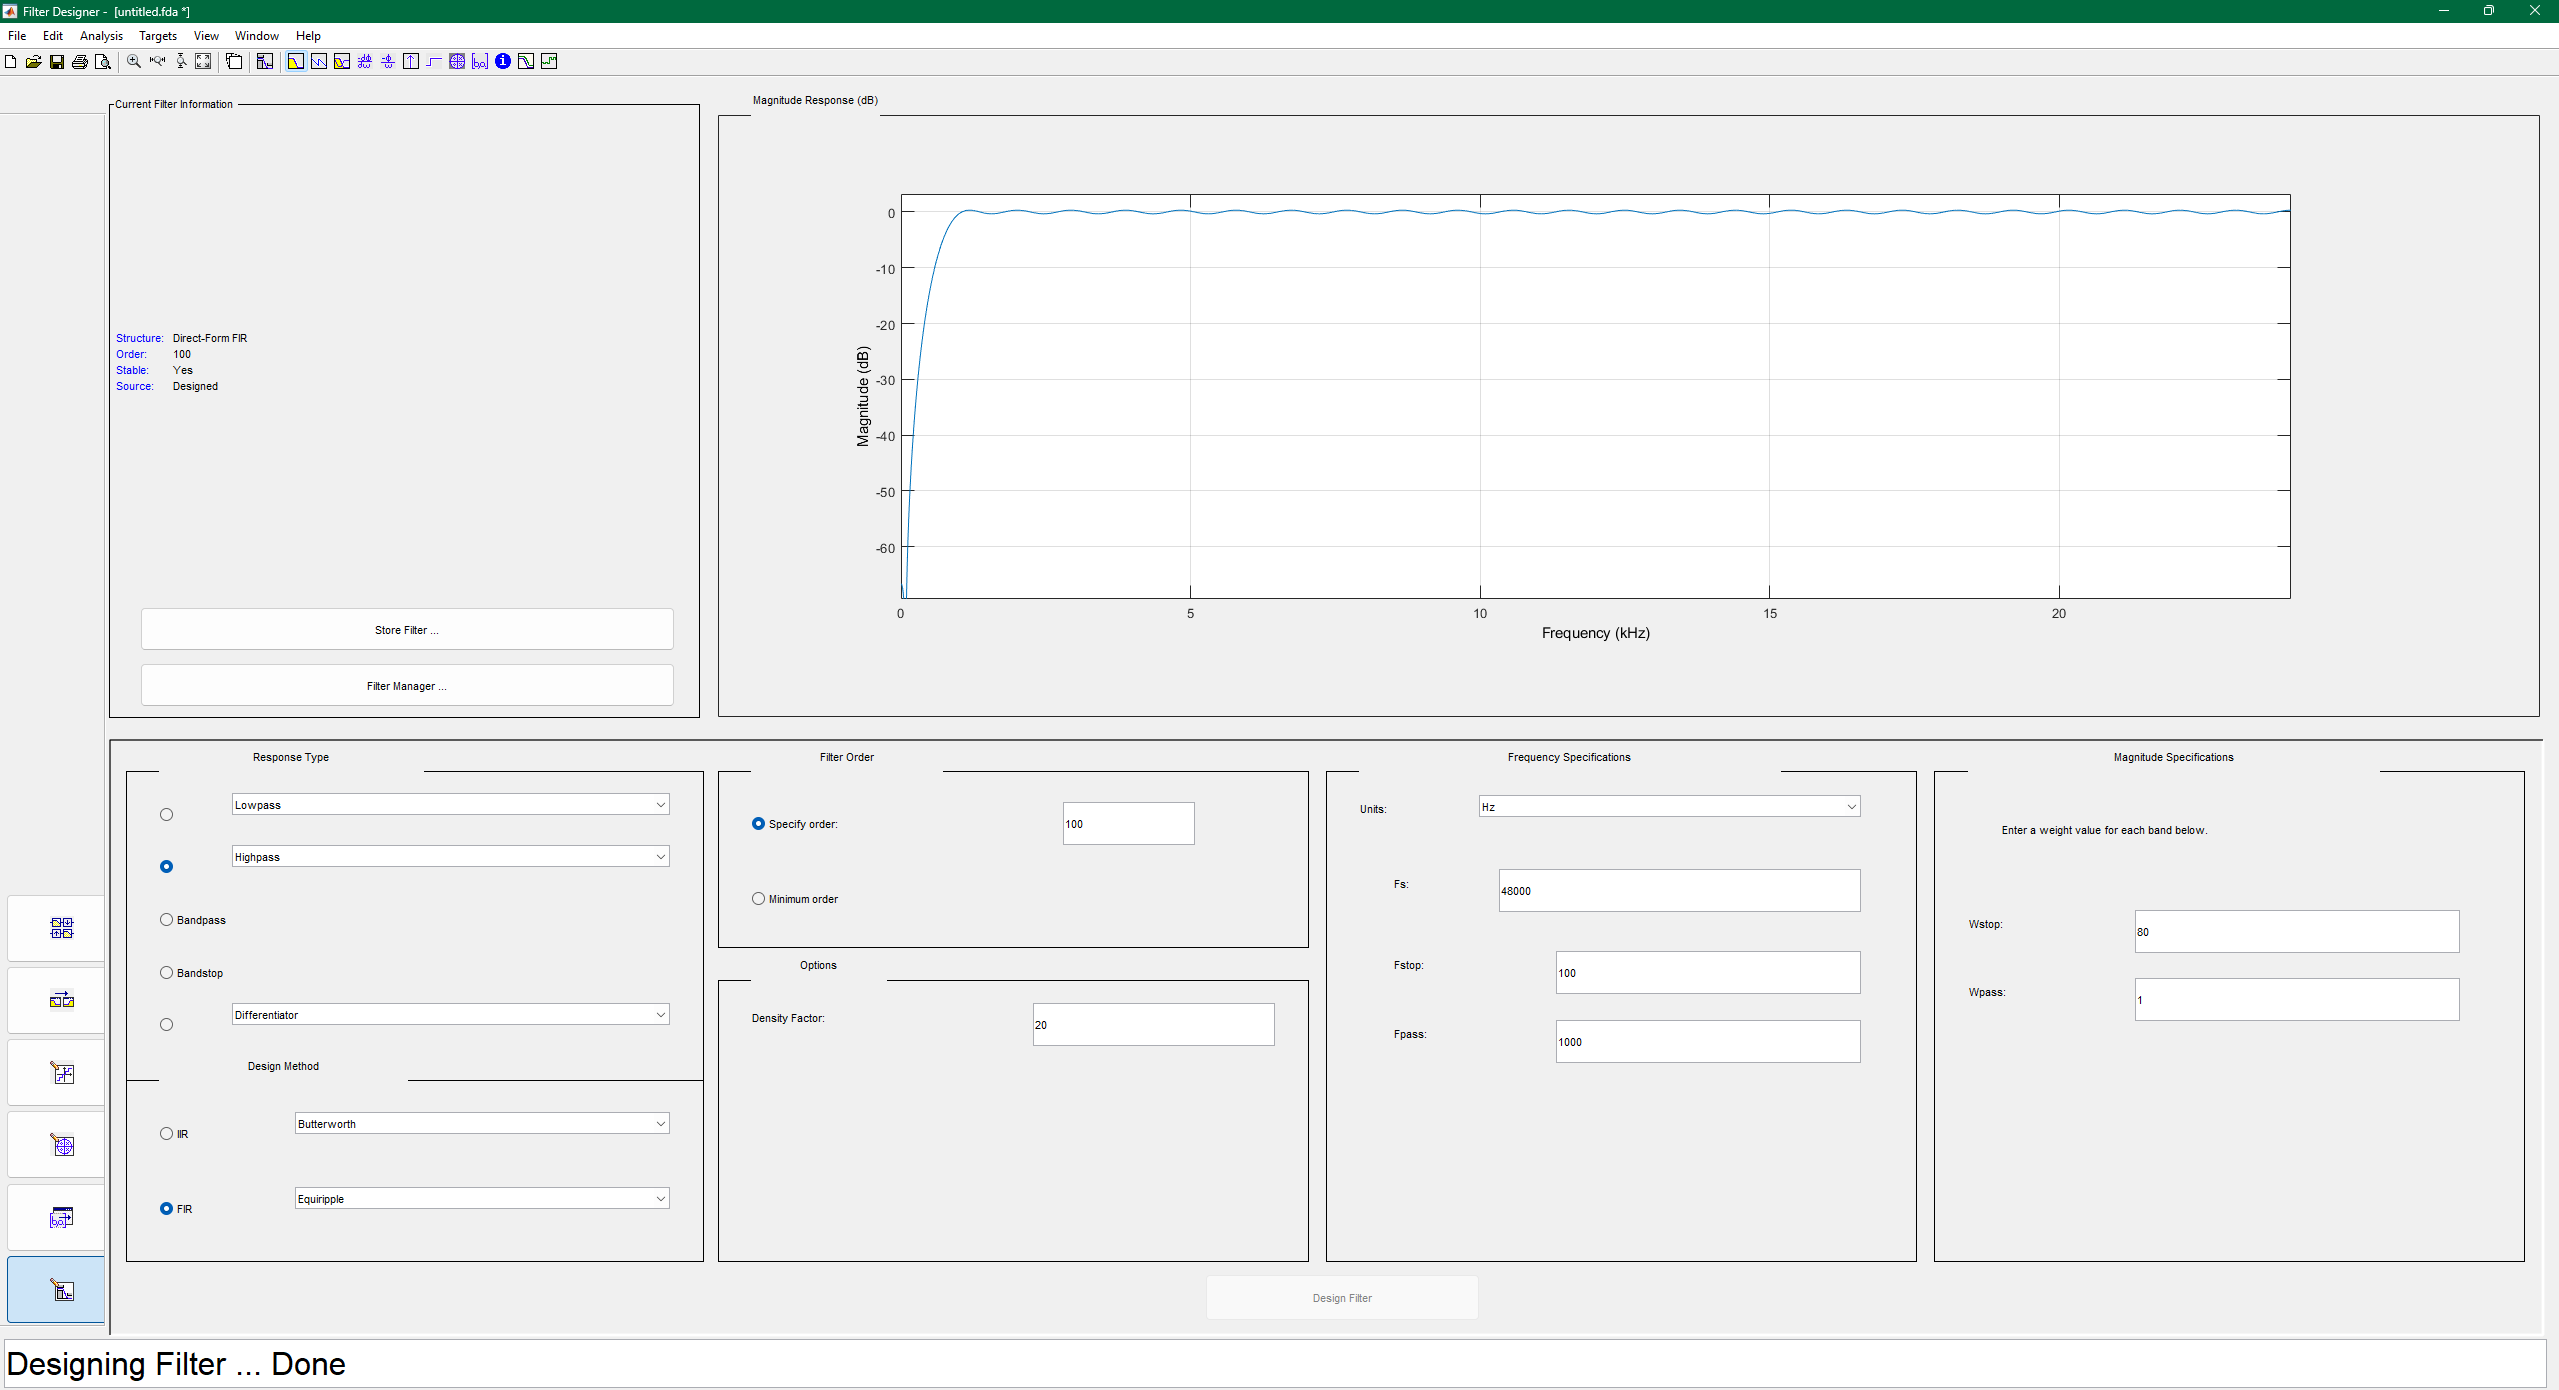 Filter Designer - [untitled.fda *]
File Edit Analysis Targets View Window Help
Current Filter Information
Structure: Direct-Form FIR
Order: 100
Stable: Yes
Source: Designed
Store Filter ...
Filter Manager ...
Magnitude Response (dB)
0
-10
-20
-30
-40
-50
-60
Magnitude (dB)
0 5 10 15 20
Frequency (kHz)
Response Type
Lowpass
Highpass
Bandpass
Bandstop
Differentiator
Design Method
IIR Butterworth
FIR Equiripple
Filter Order
Specify order: 100
Minimum order
Options
Density Factor: 20
Frequency Specifications
Units: Hz
Fs: 48000
Fstop: 100
Fpass: 1000
Magnitude Specifications
Enter a weight value for each band below.
Wstop: 80
Wpass: 1
Design Filter
Designing Filter ... Done